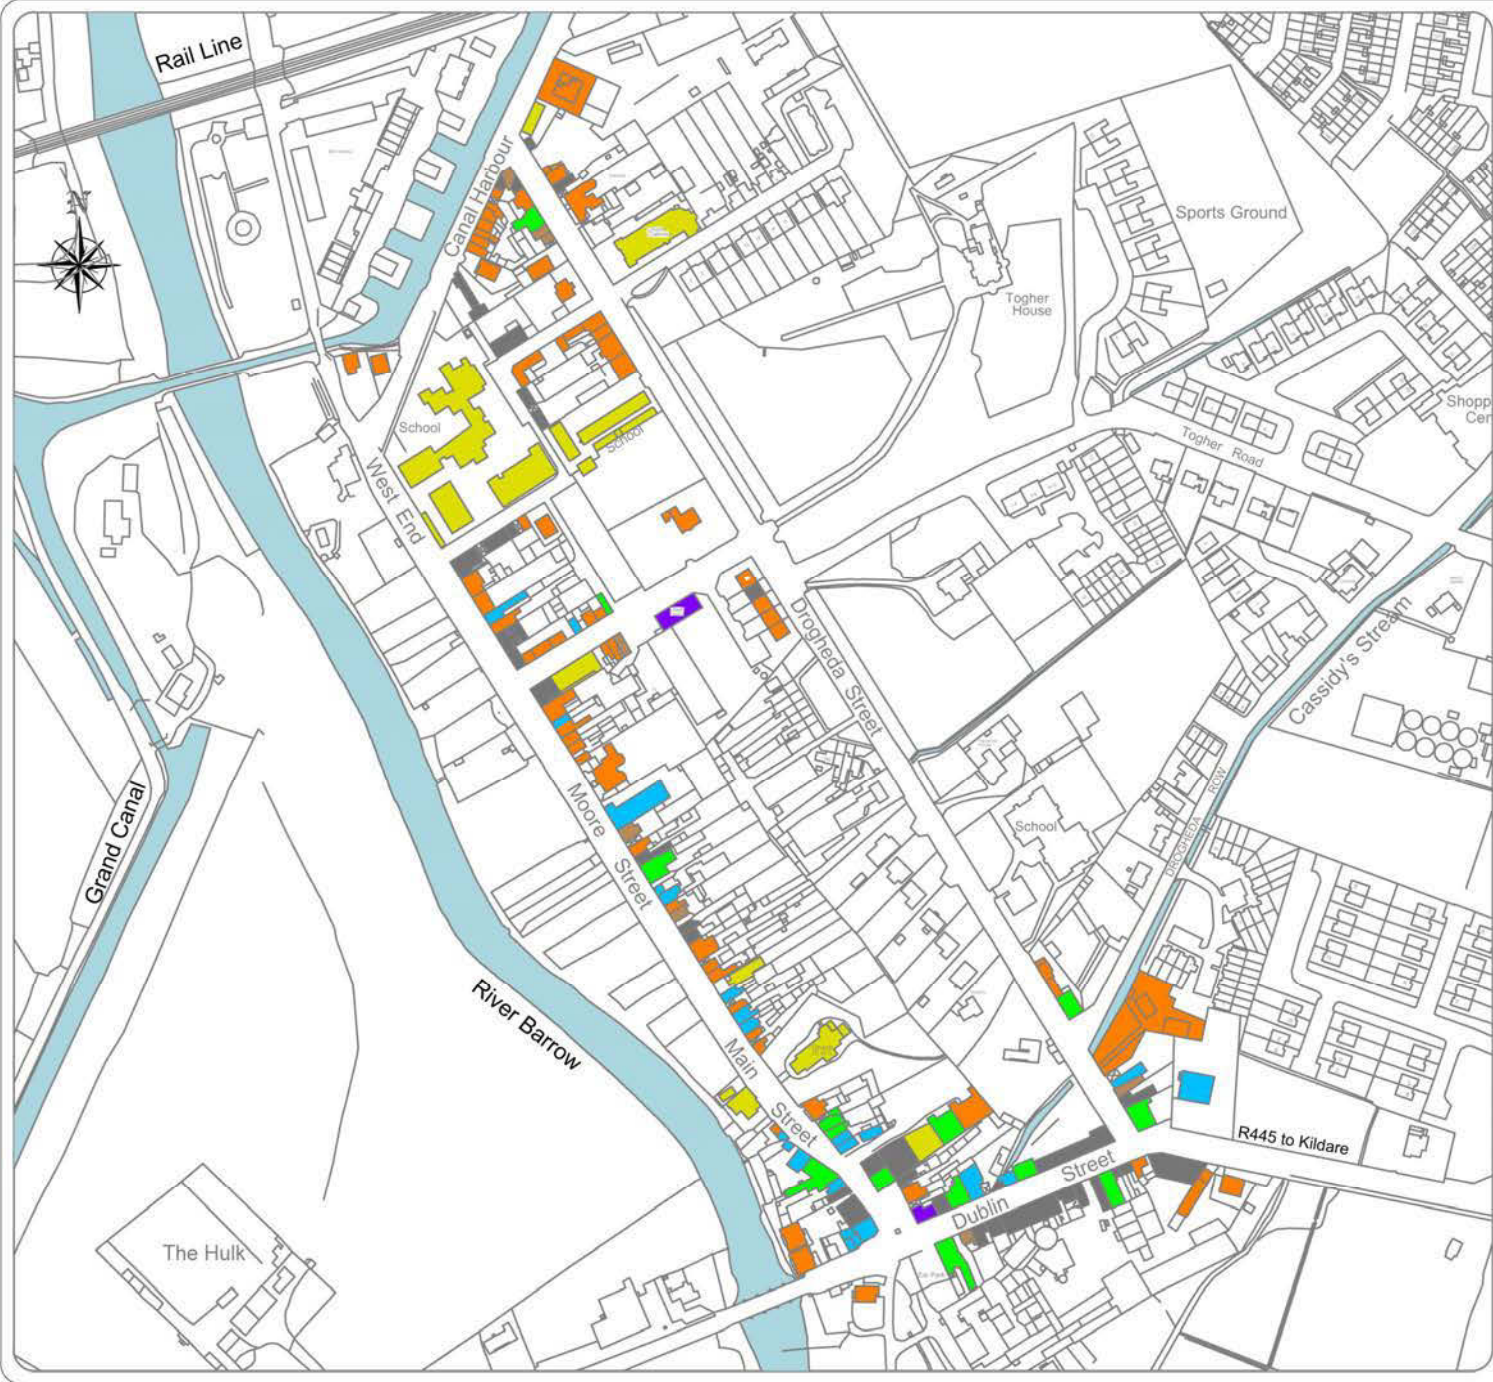 Rail Line
N
Canal Harbour
Sports Ground
Togher
House
Shopp
Cer
School
School
Togher Road
West End
Drogheda Street
Cassidy's Stream
Grand Canal
Moore
Street
School
DROGHEDA
ROW
River Barrow
Main
Street
R445 to Kildare
Street
Dublin
The Hulk